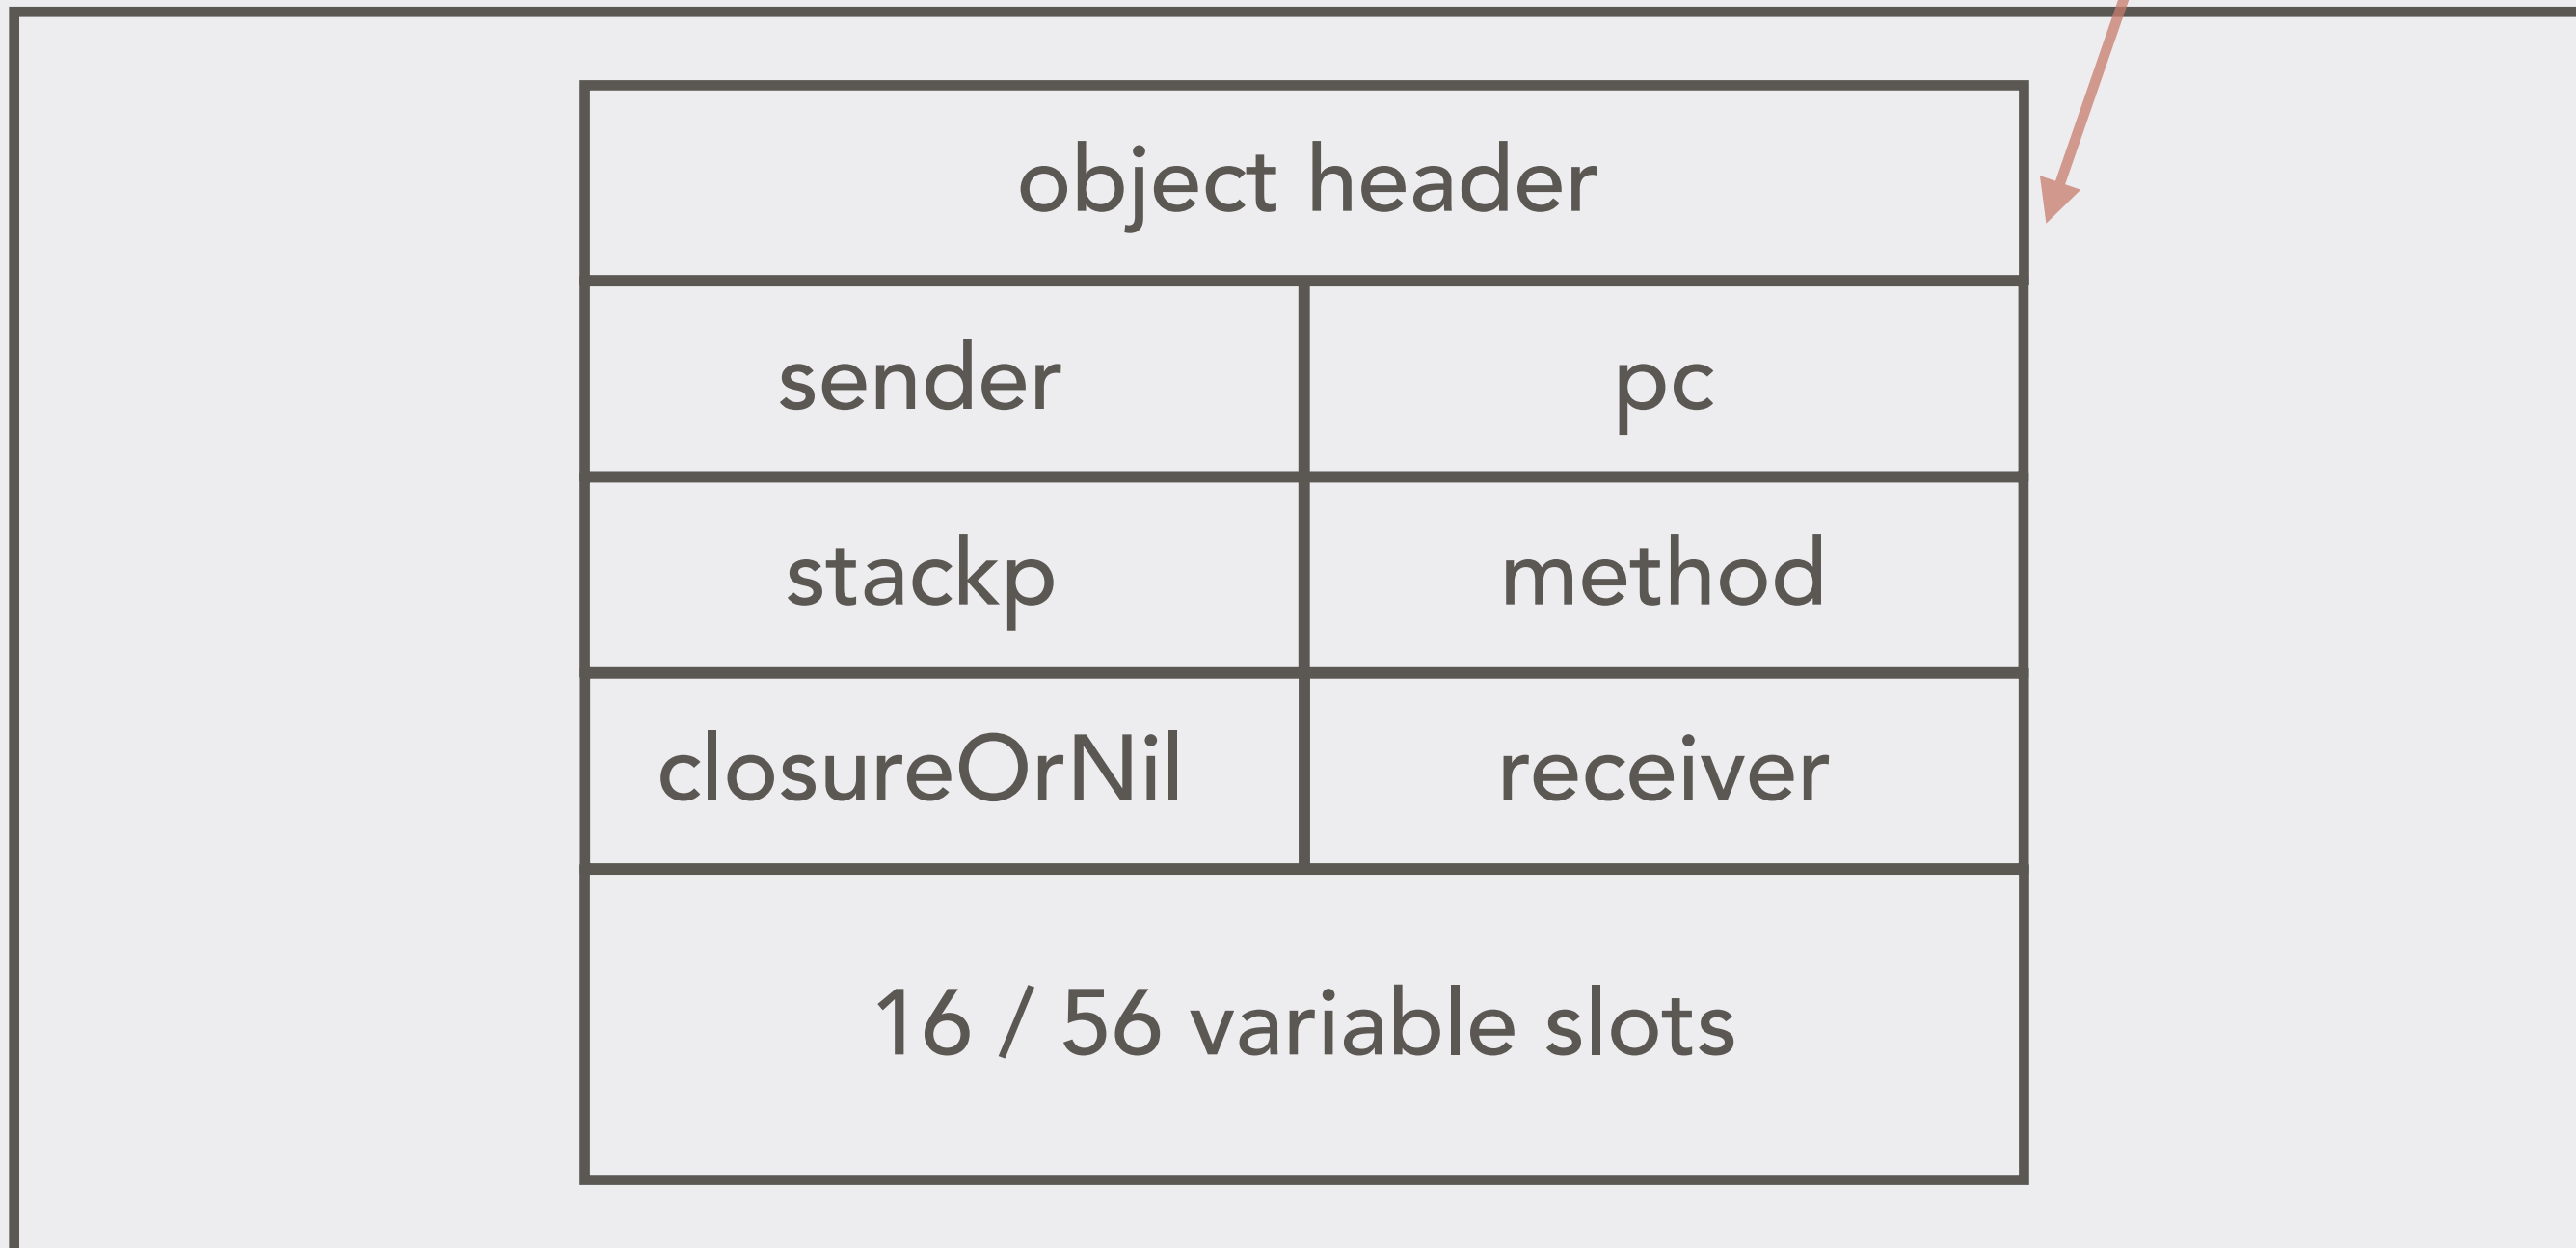 object header
sender
pc
stackp
method
closureOrNil
receiver
16 / 56 variable slots